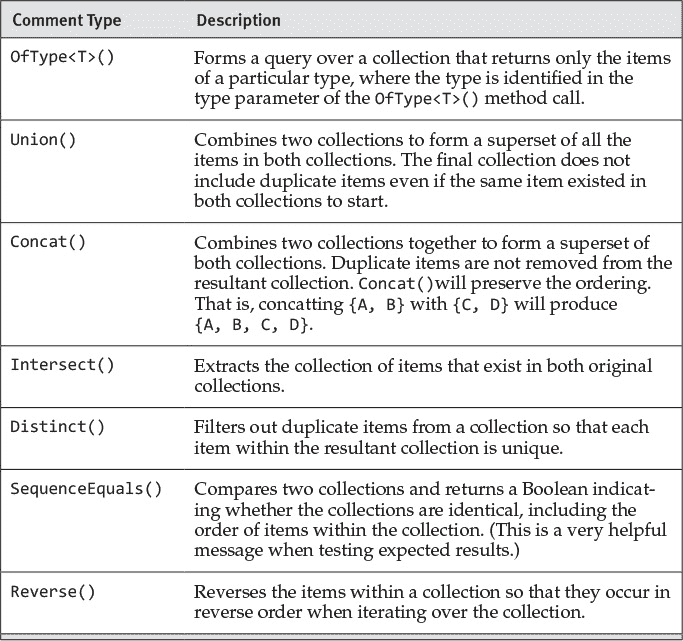 Comment Type Description
OfType<T>() Forms a query over a collection that returns only the items
of a particular type, where the type is identified in the
type parameter of the OfType<T>() method call.
Union() Combines two collections to form a superset of all the
items in both collections. The final collection does not
include duplicate items even if the same item existed in
both collections to start.
Concat() Combines two collections together to form a superset of
both collections. Duplicate items are not removed from the
resultant collection. Concat()will preserve the ordering.
That is, concatting {A, B} with {C, D} will produce
{A, B, C, D}.
Intersect() Extracts the collection of items that exist in both original
collections.
Distinct() Filters out duplicate items from a collection so that each
item within the resultant collection is unique.
SequenceEquals() Compares two collections and returns a Boolean indicat-
ing whether the collections are identical, including the
order of items within the collection. (This is a very helpful
message when testing expected results.)
Reverse() Reverses the items within a collection so that they occur in
reverse order when iterating over the collection.